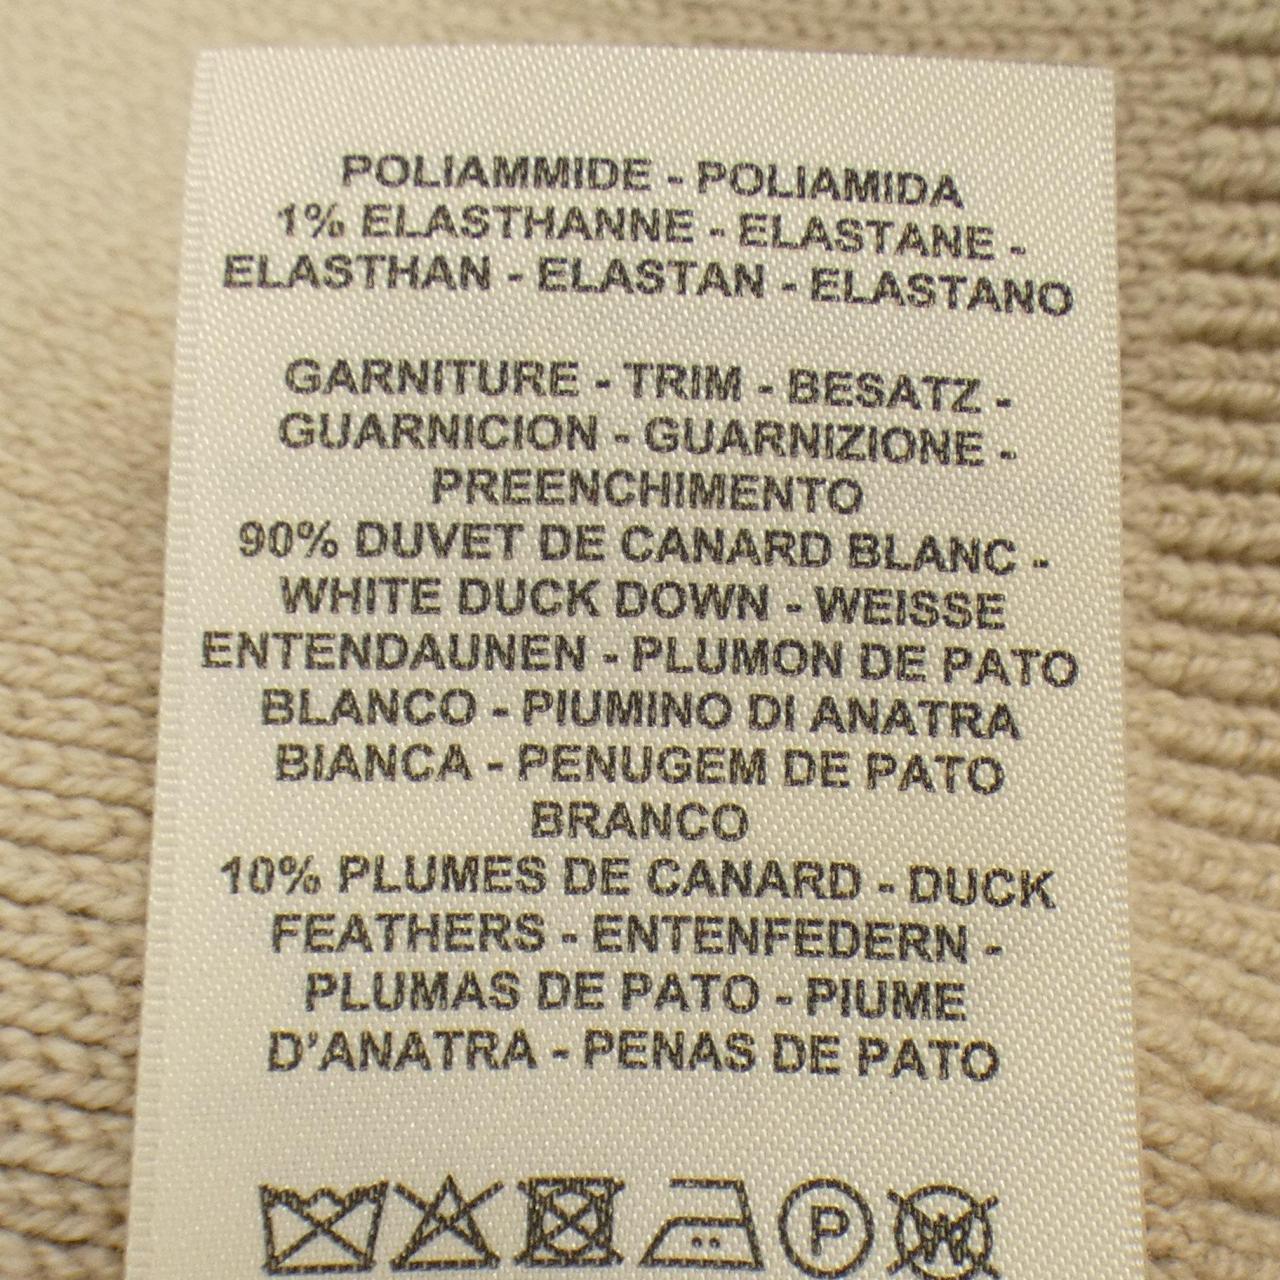 POLIAMMIDE - POLIAMIDA
1% ELASTHANNE - ELASTANE -
ELASTHAN - ELASTAN - ELASTANO
GARNITURE - TRIM - BESATZ -
GUARNICION - GUARNIZIONE -
PREENCHIMENTO
90% DUVET DE CANARD BLANC -
WHITE DUCK DOWN - WEISSE
ENTENDAUNEN - PLUMON DE PATO
BLANCO - PIUMINO DI ANATRA
BIANCA - PENUGEM DE PATO
BRANCO
10% PLUMES DE CANARD - DUCK
FEATHERS - ENTENFEDERN -
PLUMAS DE PATO - PIUME
D'ANATRA - PENAS DE PATO
P W